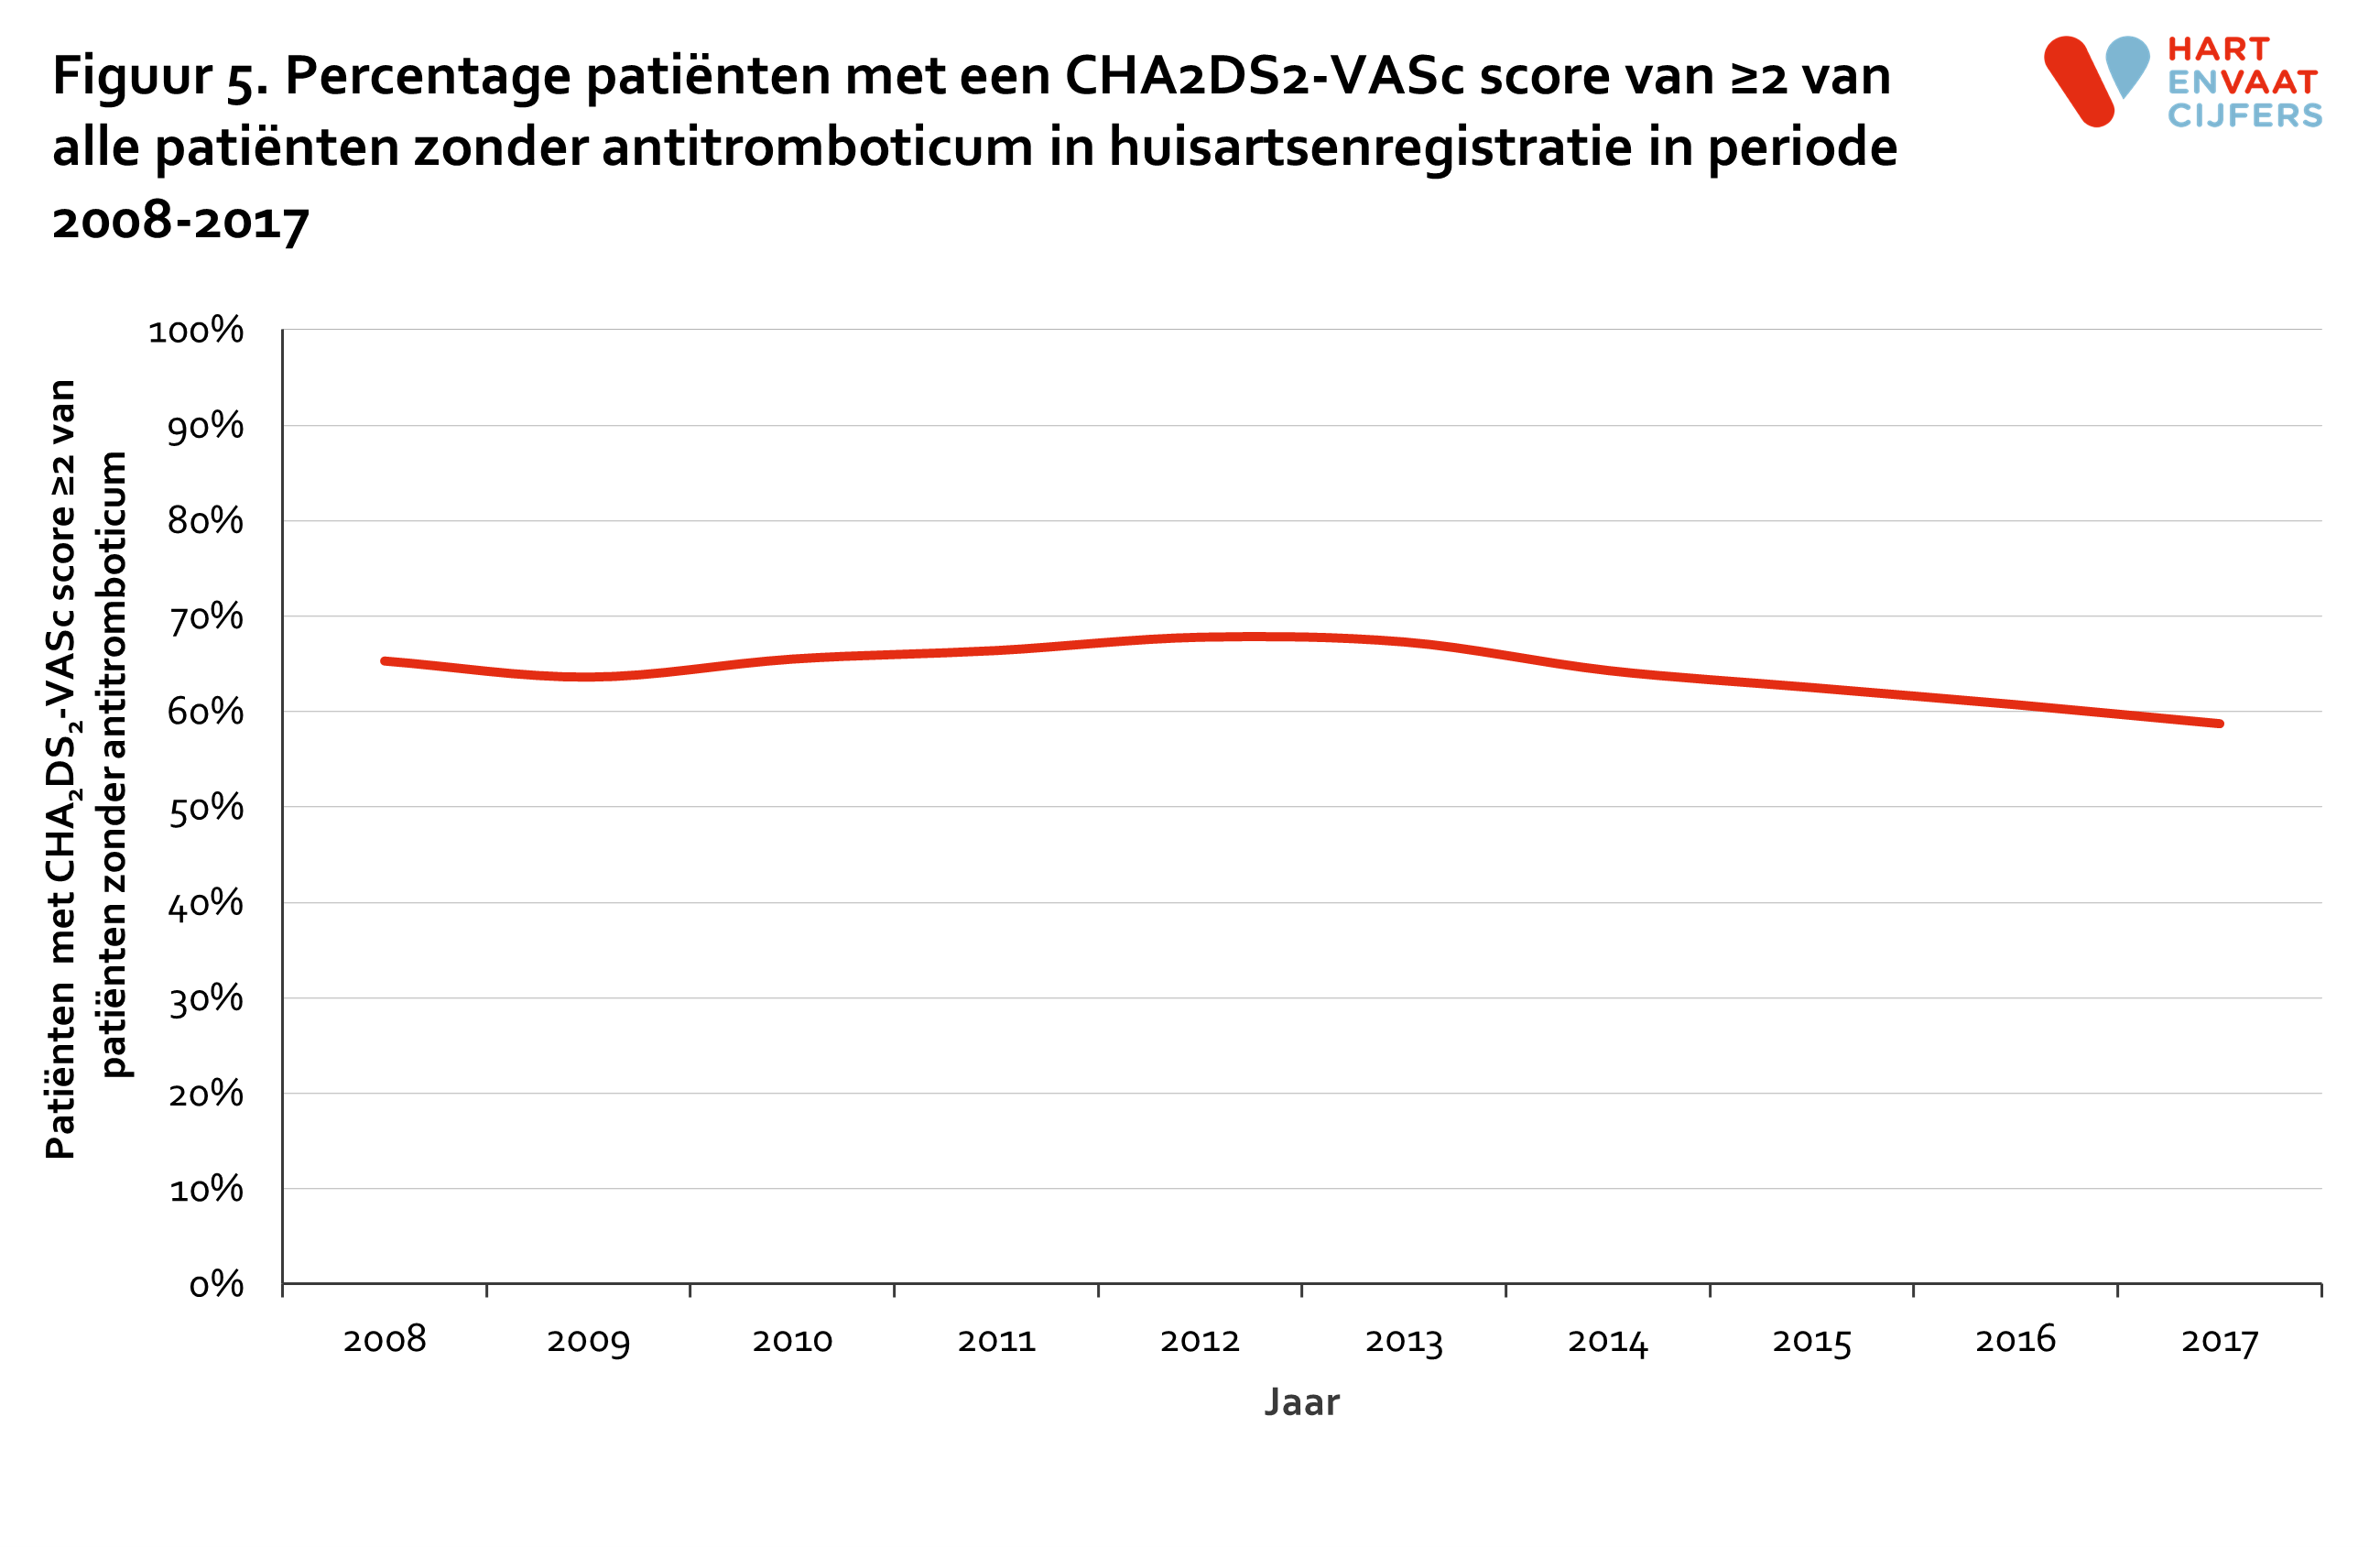 Figuur 5. Percentage patiënten met een CHA2DS2-VASc score van ≥2 van
alle patiënten zonder antitromboticum in huisartsenregistratie in periode
2008-2017
HART
ENVAAT
CIJFERS
Patiënten met CHA₂DS₂-VASc score ≥2 van
patiënten zonder antitromboticum
100%
90%
80%
70%
60%
50%
40%
30%
20%
10%
0%
2008 2009 2010 2011 2012 2013 2014 2015 2016 2017
Jaar